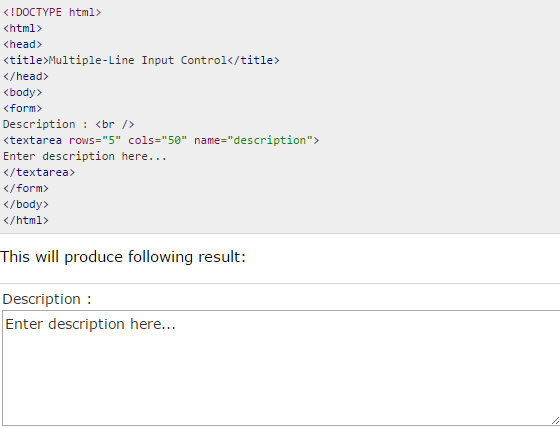 <!DOCTYPE html>
<html>
<head>
<title>Multiple-Line Input Control</title>
</head>
<body>
<form>
Description : <br />
<textarea rows="5" cols="50" name="description">
Enter description here...
</textarea>
</form>
</body>
</html>
This will produce following result:
Description :
Enter description here...